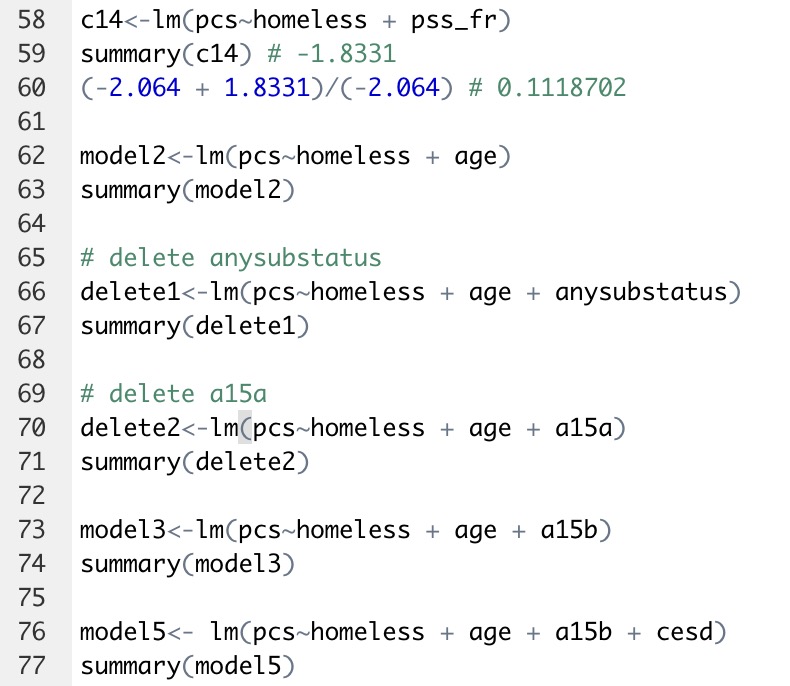 58 c14<-lm(pcs~homeless + pss_fr)
59 summary(c14) # -1.8331
60 (-2.064 + 1.8331)/(-2.064) # 0.1118702
61
62 model2<-lm(pcs~homeless + age)
63 summary(model2)
64
65 # delete anysubstatus
66 delete1<-lm(pcs~homeless + age + anysubstatus)
67 summary(delete1)
68
69 # delete a15a
70 delete2<-lm(pcs~homeless + age + a15a)
71 summary(delete2)
72
73 model3<-lm(pcs~homeless + age + a15b)
74 summary(model3)
75
76 model5<- lm(pcs~homeless + age + a15b + cesd)
77 summary(model5)